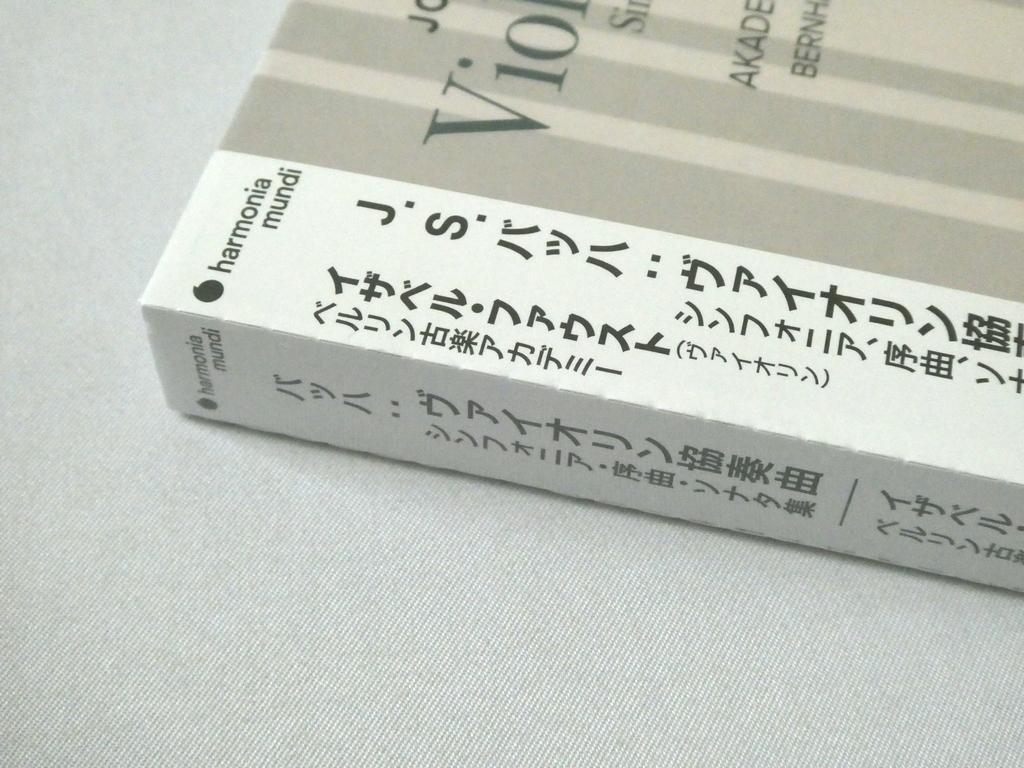 Viol
Sin
AKADE
BERNH
harmonia
mundi
J.S.バッハ:ヴァイオリン協奏
シンフォニア、序曲、ソナ
イザベル・ファウスト(ヴァイオリン)
ベルリン古楽アカデミー
harmonia
mundi
バッハ:ヴァイオリン協奏曲
シンフォニア・序曲・ソナタ集
イザベル・
ベルリン古楽